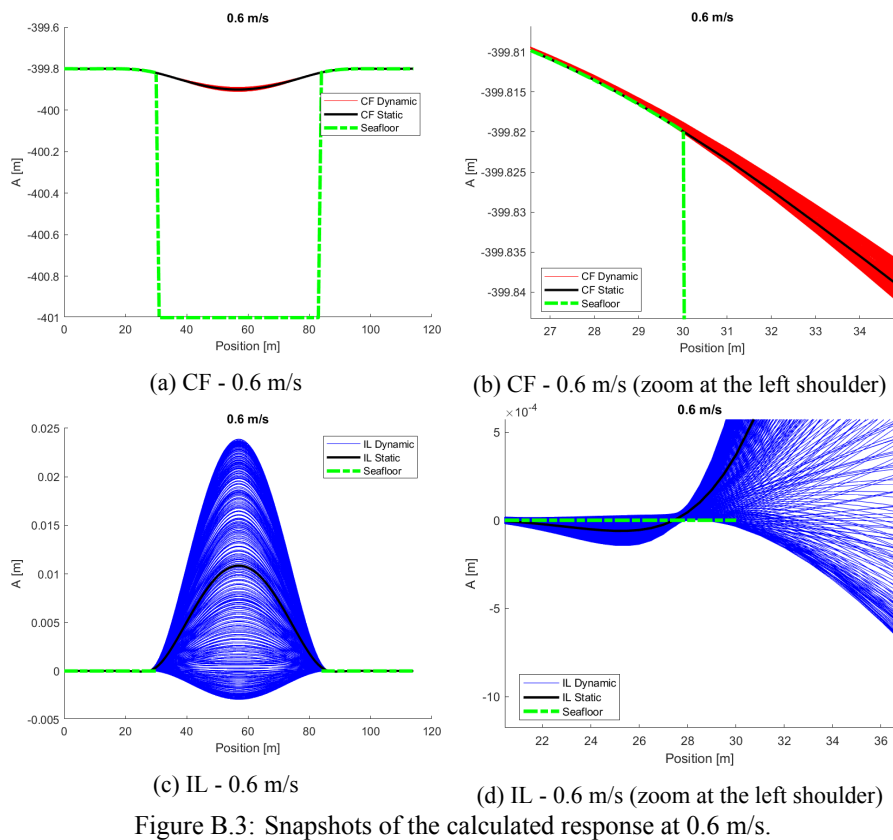 0.6 m/s
-399.6
-399.8
-400
-400.2
-400.4
-400.6
-400.8
-401
A [m]
CF Dynamic
CF Static
Seafloor
0 20 40 60 80 100 120
Position [m]
(a) CF - 0.6 m/s
0.6 m/s
-399.81
-399.815
-399.82
-399.825
-399.83
-399.835
-399.84
A [m]
CF Dynamic
CF Static
Seafloor
27 28 29 30 31 32 33 34
Position [m]
(b) CF - 0.6 m/s (zoom at the left shoulder)
0.6 m/s
0.025
0.02
0.015
0.01
0.005
0
-0.005
A [m]
IL Dynamic
IL Static
Seafloor
0 20 40 60 80 100 120
Position [m]
(c) IL - 0.6 m/s
×10⁻⁴
0.6 m/s
5
0
-5
-10
A [m]
IL Dynamic
IL Static
Seafloor
22 24 26 28 30 32 34 36
Position [m]
(d) IL - 0.6 m/s (zoom at the left shoulder)
Figure B.3: Snapshots of the calculated response at 0.6 m/s.